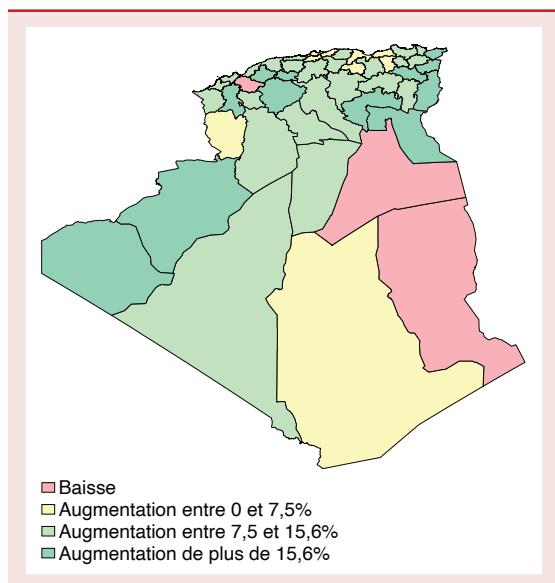 Baisse
Augmentation entre 0 et 7,5%
Augmentation entre 7,5 et 15,6%
Augmentation de plus de 15,6%